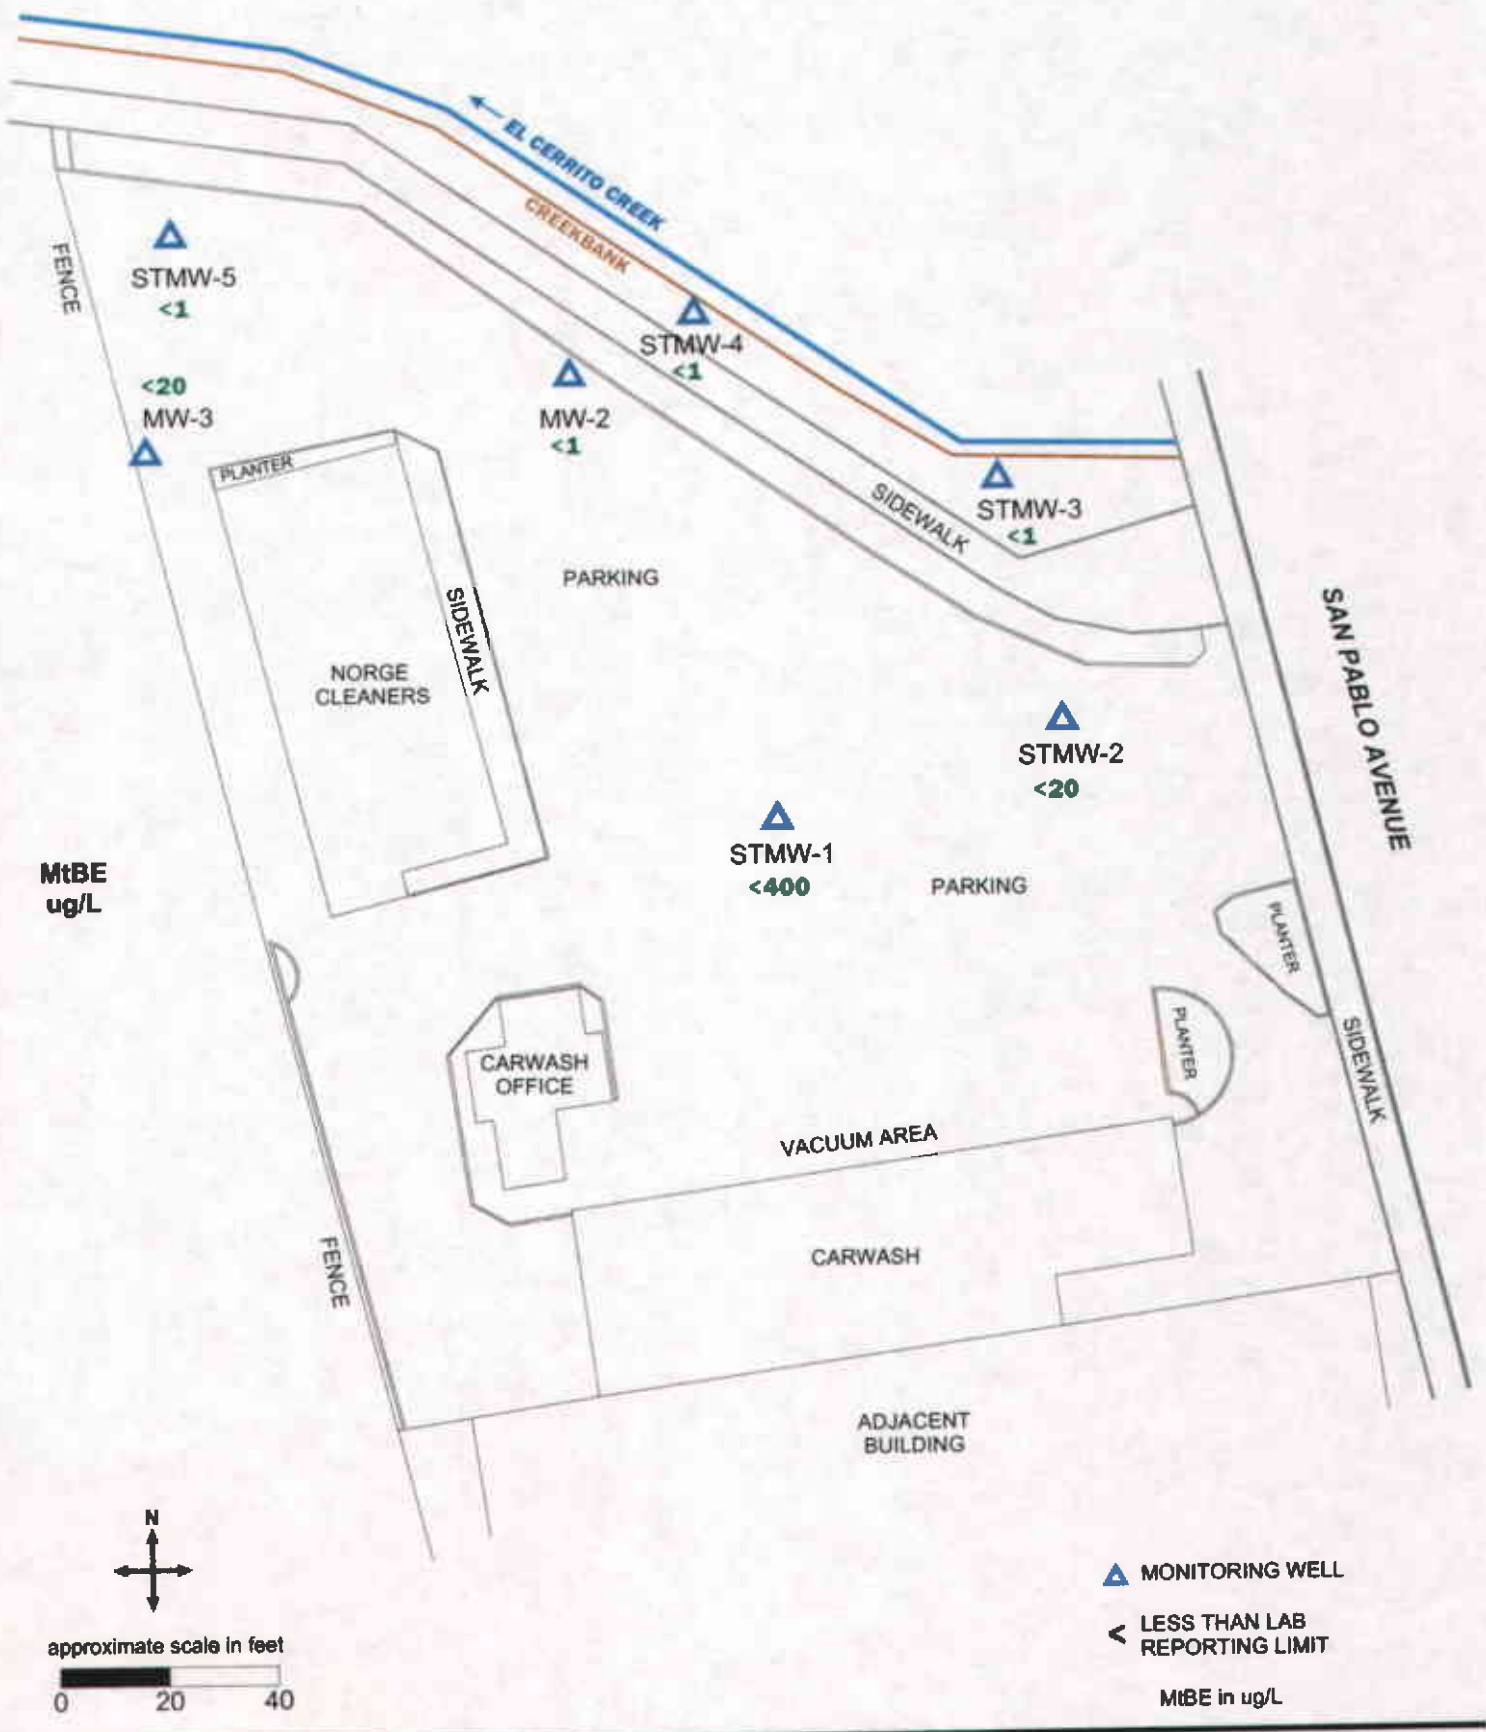 EL CERRITO CREEK
CREEKBANK
FENCE
STMW-5
<1
STMW-4
<1
<20
MW-3
MW-2
<1
PLANTER
SIDEWALK
STMW-3
<1
PARKING
SIDEWALK
NORGE
CLEANERS
SAN PABLO AVENUE
STMW-2
<20
STMW-1
<400
MtBE
ug/L
PARKING
PLANTER
PLANTER
SIDEWALK
CARWASH
OFFICE
VACUUM AREA
CARWASH
FENCE
ADJACENT
BUILDING
N
approximate scale in feet
0 20 40
MONITORING WELL
< LESS THAN LAB
REPORTING LIMIT
MtBE in ug/L